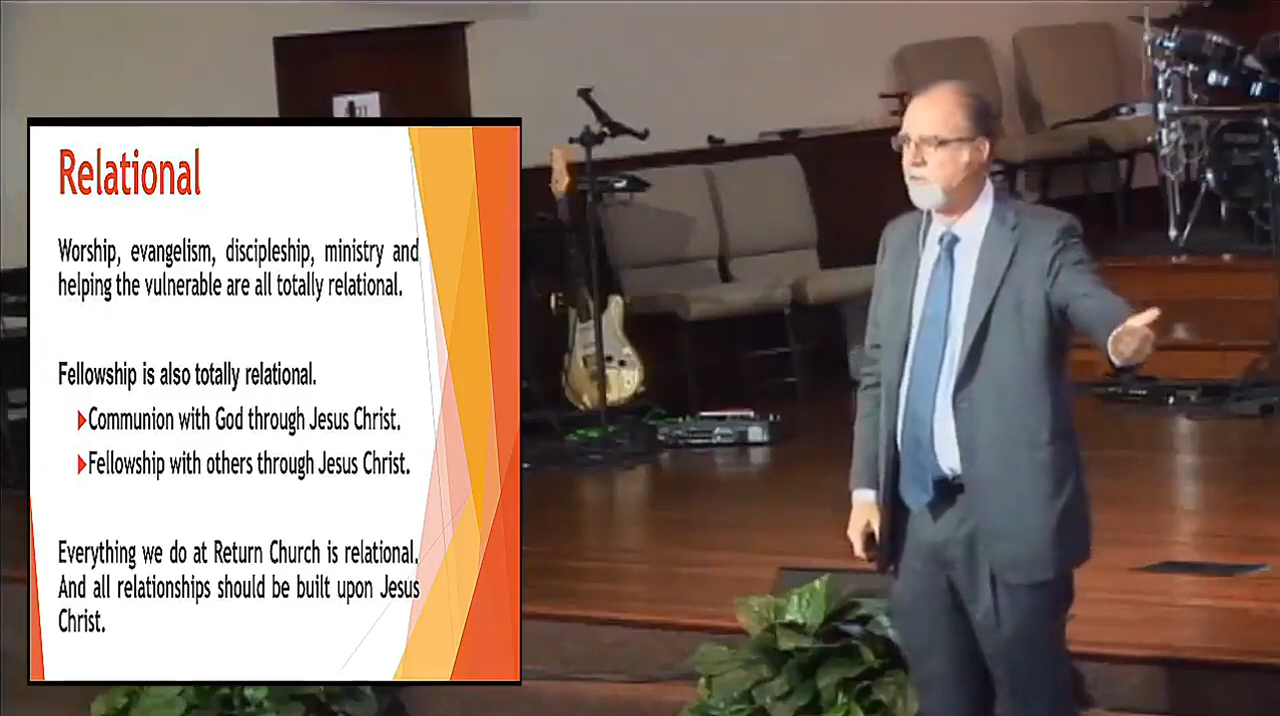 Relational
Worship, evangelism, discipleship, ministry and
helping the vulnerable are all totally relational.
Fellowship is also totally relational.
Communion with God through Jesus Christ.
Fellowship with others through Jesus Christ.
Everything we do at Return Church is relational.
And all relationships should be built upon Jesus
Christ.